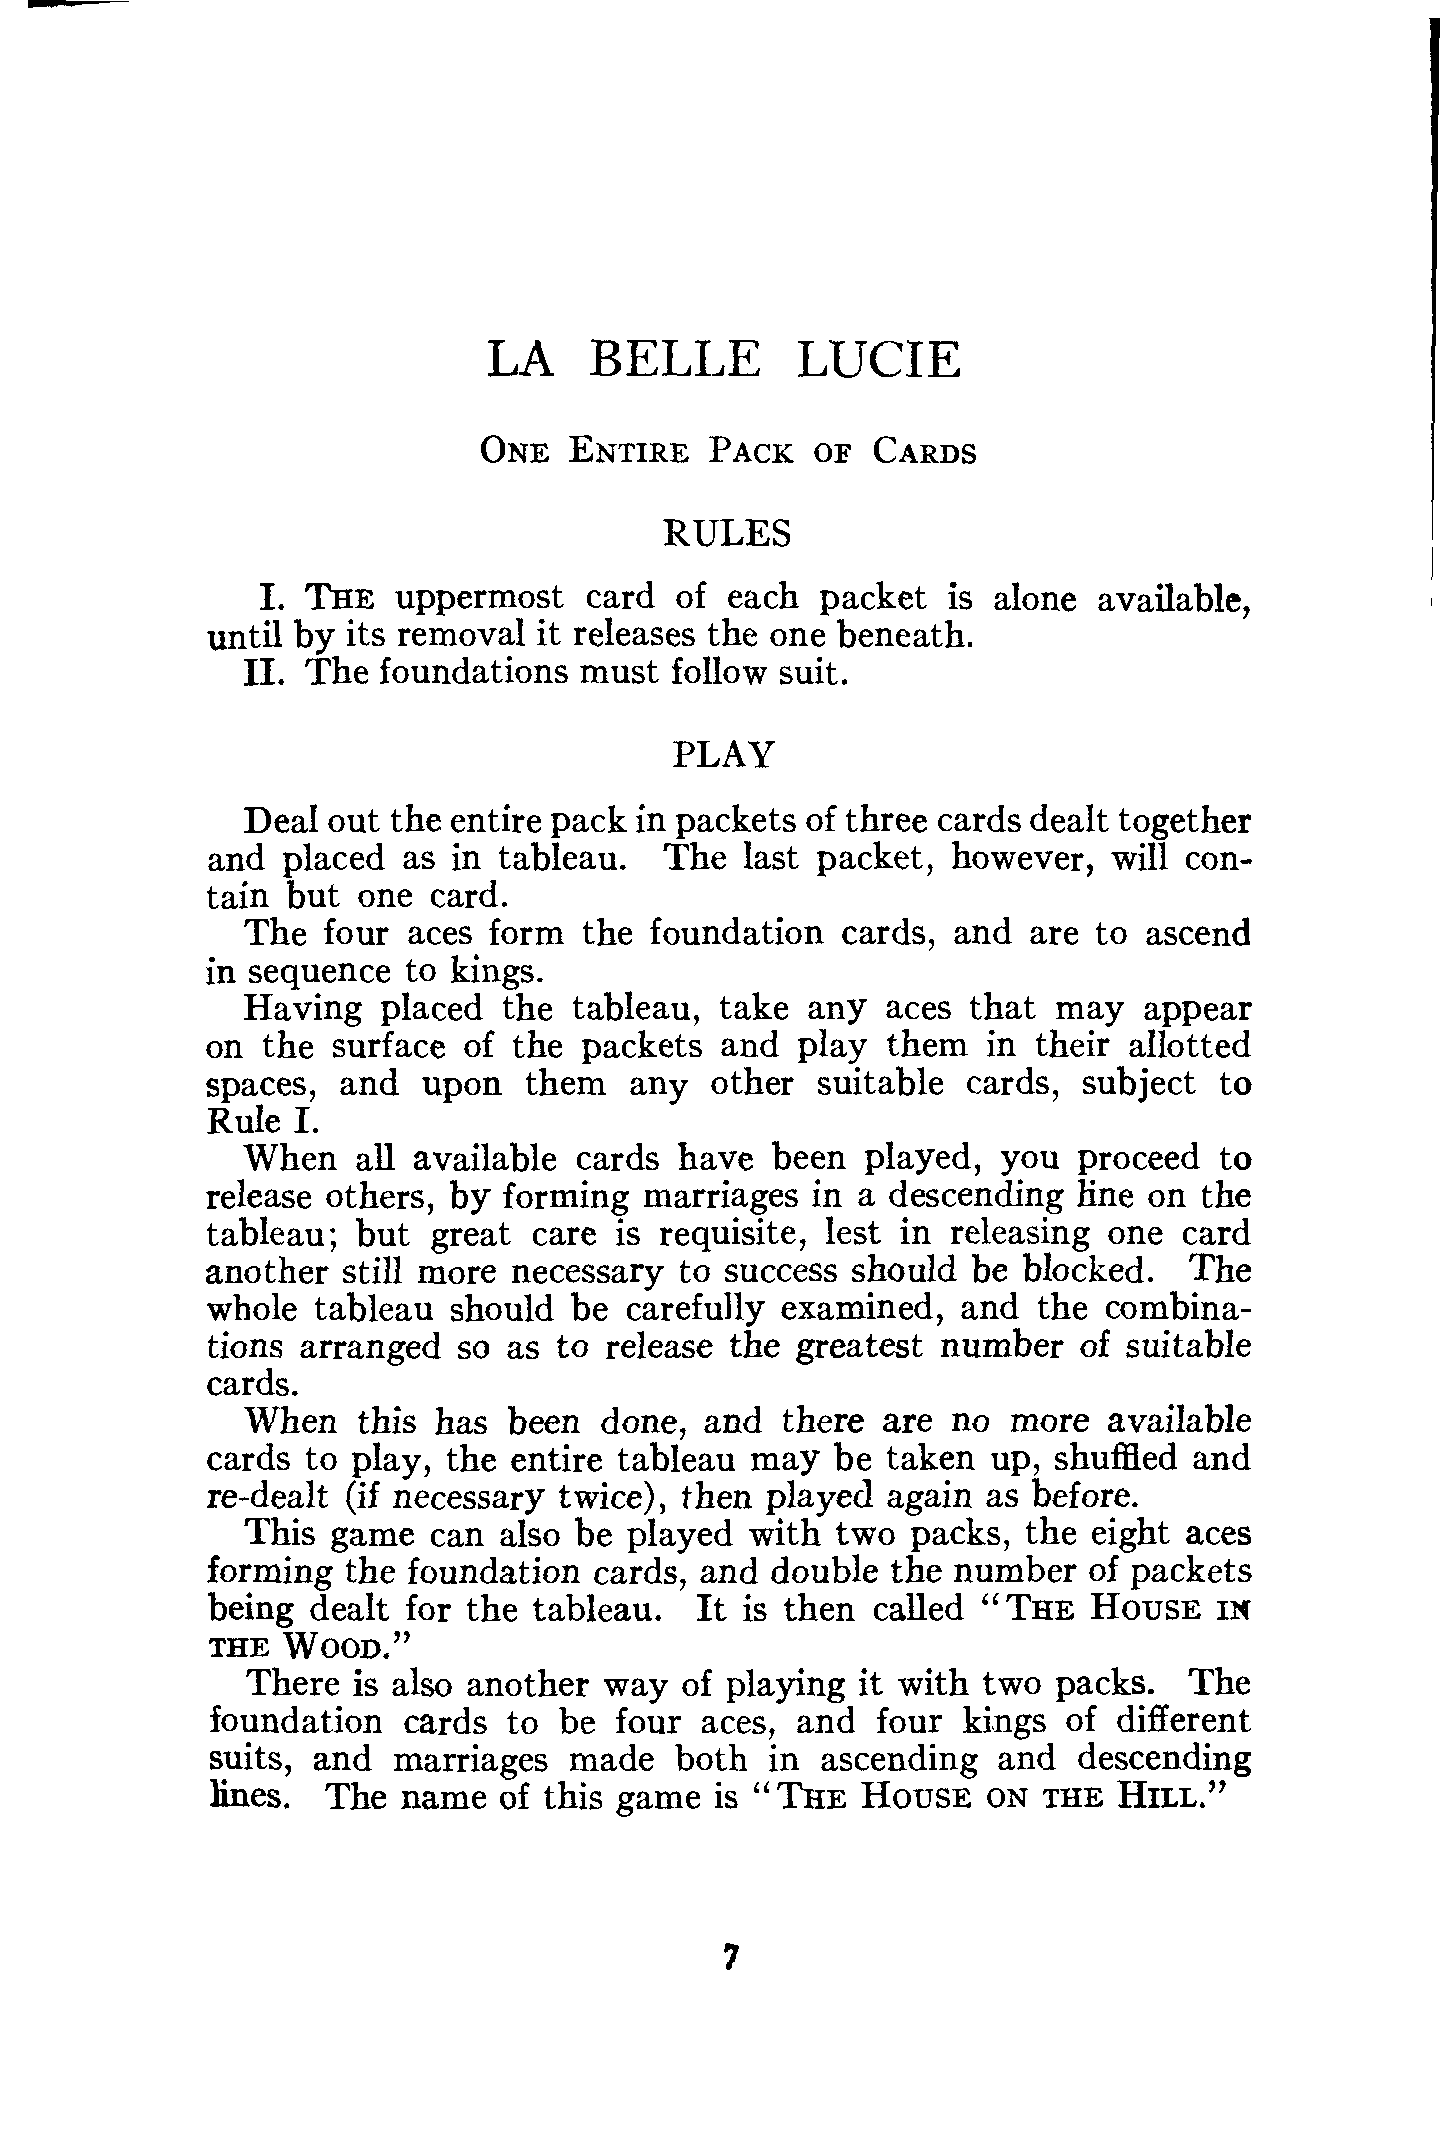 LA BELLE LUCIE
ONE ENTIRE PACK OF CARDS
RULES
I. THE uppermost card of each packet is alone available,
until by its removal it releases the one beneath.
II. The foundations must follow suit.
PLAY
Deal out the entire pack in packets of three cards dealt together
and placed as in tableau. The last packet, however, will con-
tain but one card.
The four aces form the foundation cards, and are to ascend
in sequence to kings.
Having placed the tableau, take any aces that may appear
on the surface of the packets and play them in their allotted
spaces, and upon them any other suitable cards, subject to
Rule I.
When all available cards have been played, you proceed to
release others, by forming marriages in a descending line on the
tableau; but great care is requisite, lest in releasing one card
another still more necessary to success should be blocked. The
whole tableau should be carefully examined, and the combina-
tions arranged so as to release the greatest number of suitable
cards.
When this has been done, and there are no more available
cards to play, the entire tableau may be taken up, shuffled and
re-dealt (if necessary twice), then played again as before.
This game can also be played with two packs, the eight aces
forming the foundation cards, and double the number of packets
being dealt for the tableau. It is then called "THE HOUSE IN
THE WOOD."
There is also another way of playing it with two packs. The
foundation cards to be four aces, and four kings of different
suits, and marriages made both in ascending and descending
lines. The name of this game is "THE HOUSE ON THE HILL."
7